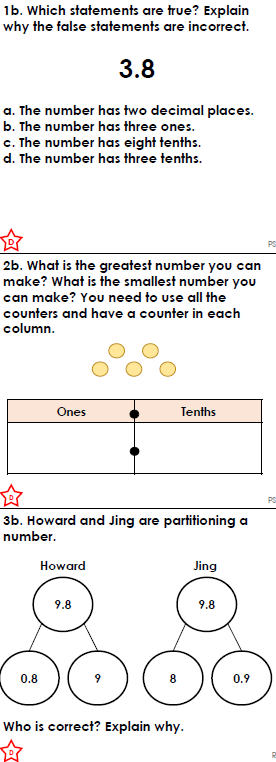 1b. Which statements are true? Explain
why the false statements are incorrect.
3.8
a. The number has two decimal places.
b. The number has three ones.
c. The number has eight tenths.
d. The number has three tenths.
D
PS
2b. What is the greatest number you can
make? What is the smallest number you
can make? You need to use all the
counters and have a counter in each
column.
Ones Tenths
D
PS
3b. Howard and Jing are partitioning a
number.
Howard Jing
9.8 9.8
0.8 9 8 0.9
Who is correct? Explain why.
D
R